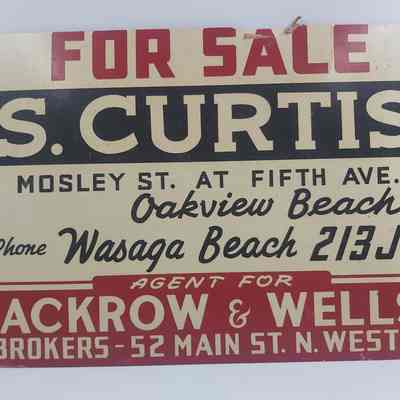 FOR SALE
S. CURTIS
MOSLEY ST. AT FIFTH AVE.
Oakview Beach
Phone Wasaga Beach 213J
AGENT FOR
ACKROW & WELLS
BROKERS - 52 MAIN ST. N. WEST